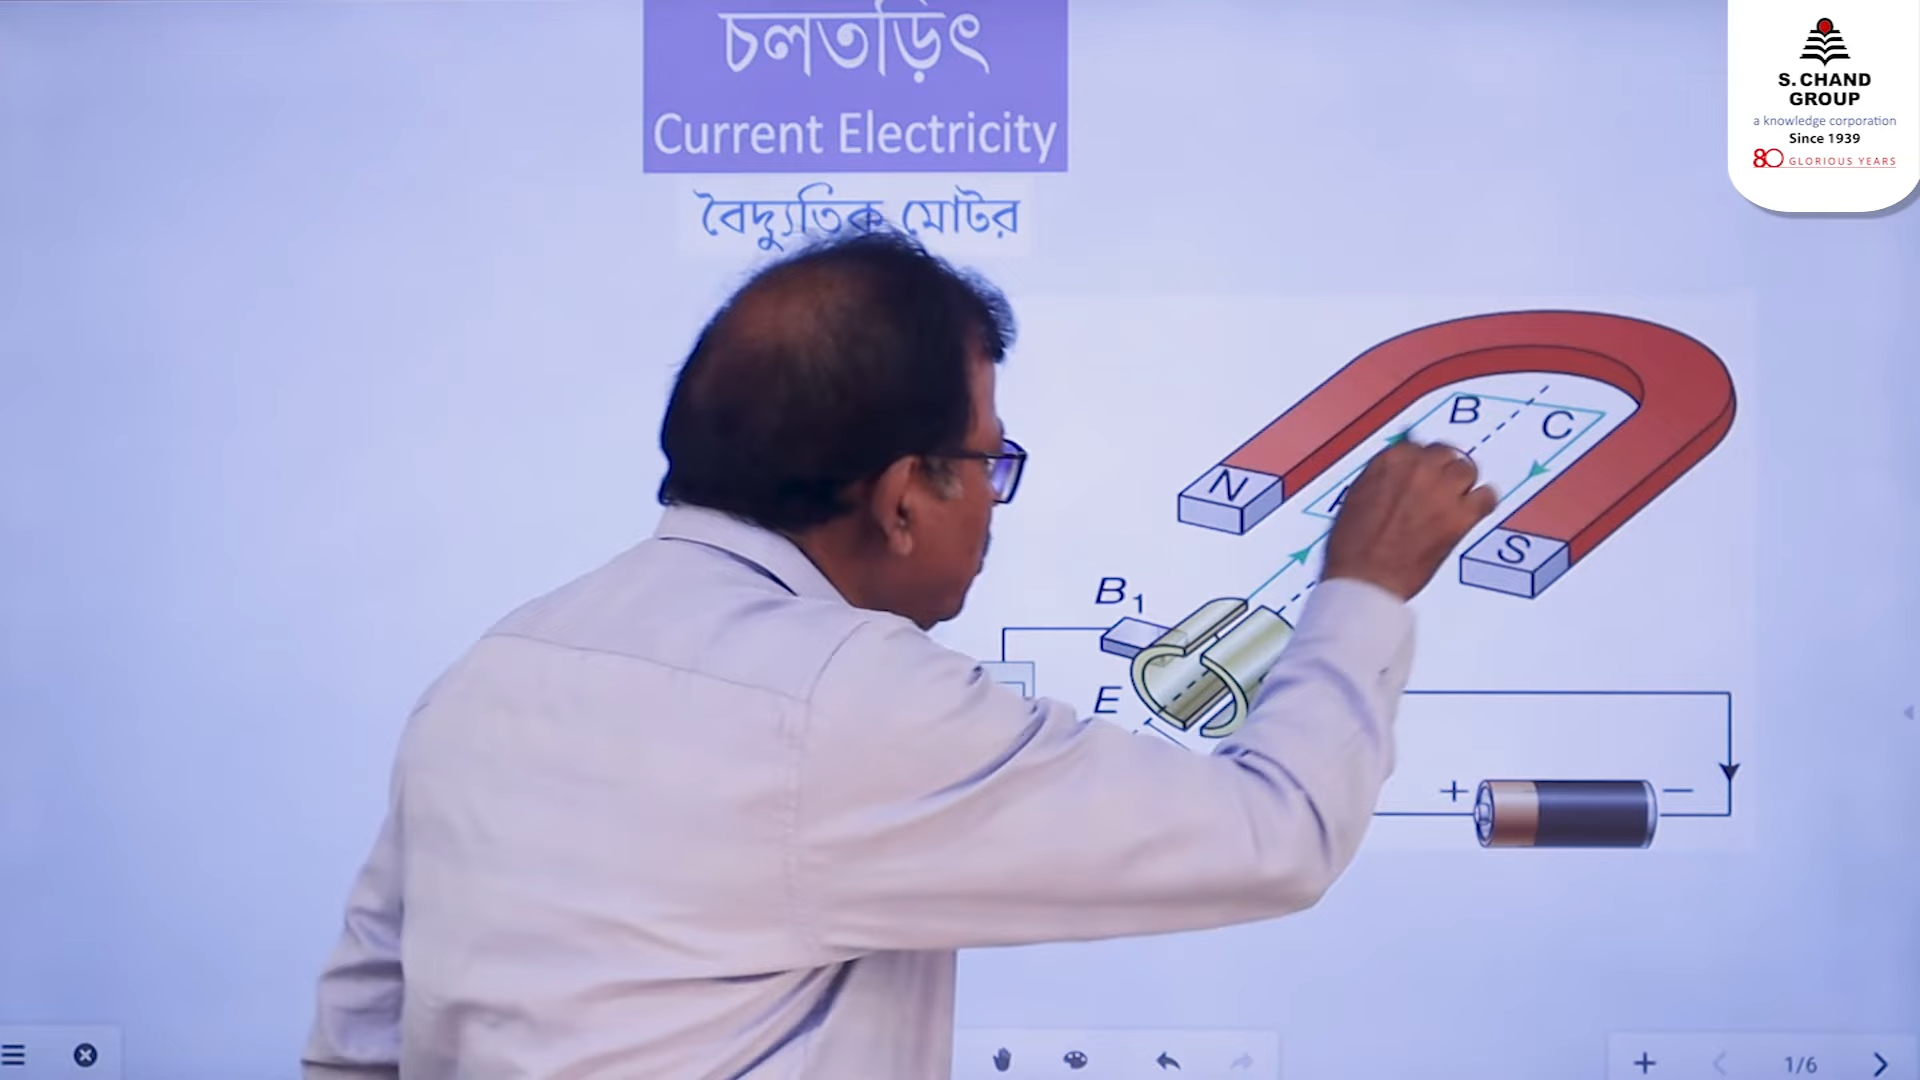 চলতড়িৎ
Current Electricity
বৈদ্যুতিক মোটর
S. CHAND
GROUP
a knowledge corporation
Since 1939
80 GLORIOUS YEARS
B
C
N
A
S
B1
E
+
−
1/6